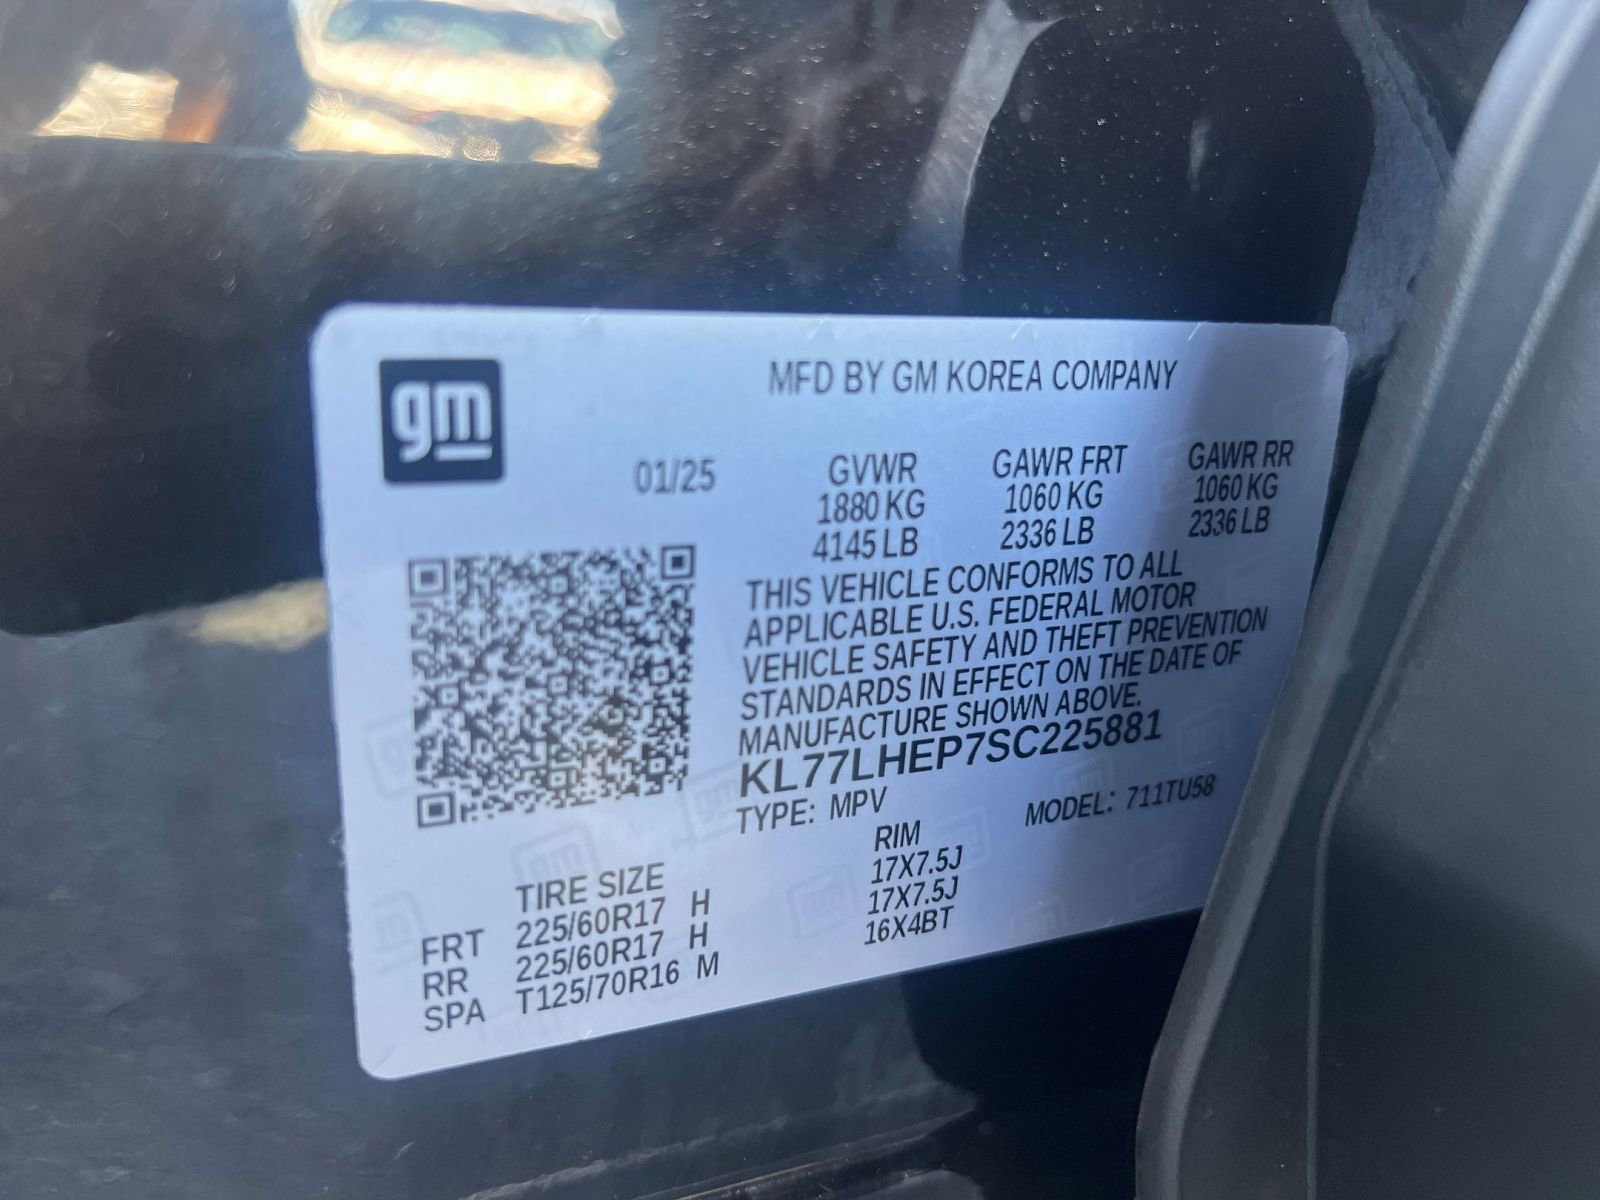 gm
MFD BY GM KOREA COMPANY
01/25 GVWR GAWR FRT GAWR RR
1880 KG 1060 KG 1060 KG
4145 LB 2336 LB 2336 LB
THIS VEHICLE CONFORMS TO ALL
APPLICABLE U.S. FEDERAL MOTOR
VEHICLE SAFETY AND THEFT PREVENTION
STANDARDS IN EFFECT ON THE DATE OF
MANUFACTURE SHOWN ABOVE.
KL77LHEP7SC225881
TYPE: MPV MODEL: 711TU58
TIRE SIZE RIM
FRT 225/60R17 H 17X7.5J
RR 225/60R17 H 17X7.5J
SPA T125/70R16 M 16X4BT